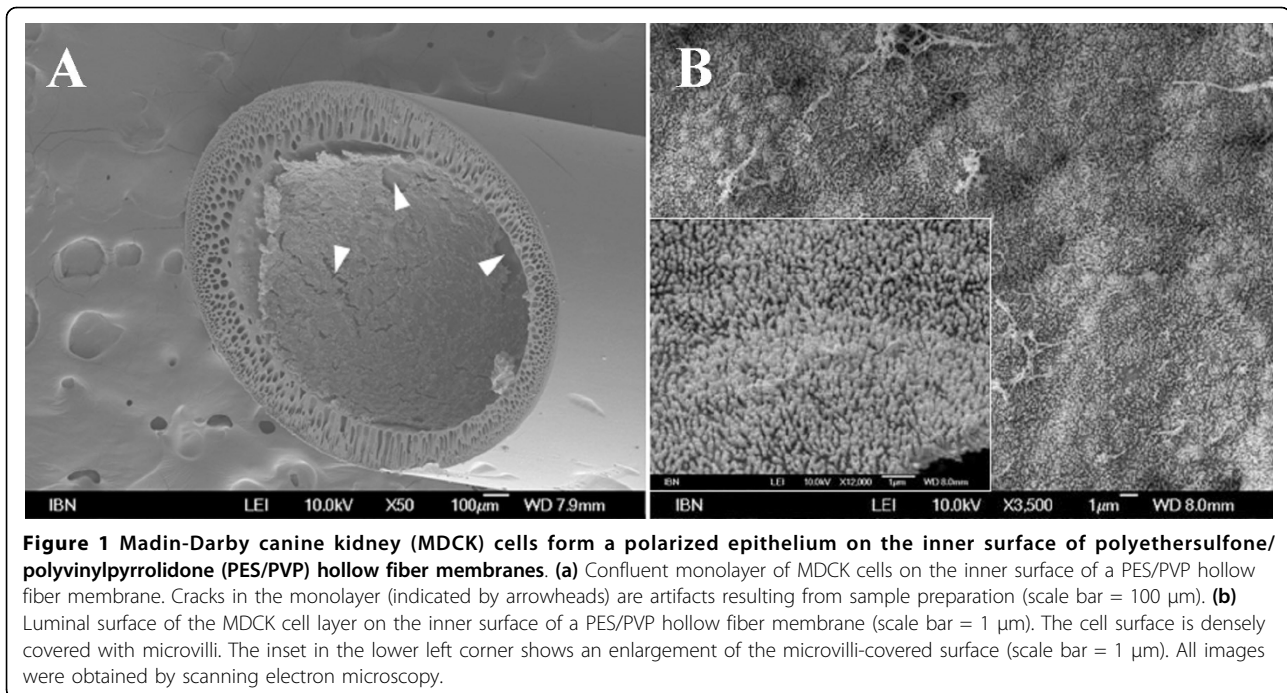 A
B
IBN LEI 10.0kV X12,000 1µm WD 8.0mm
IBN LEI 10.0kV X50 100µm WD 7.9mm
IBN LEI 10.0kV X3,500 1µm WD 8.0mm
Figure 1 Madin-Darby canine kidney (MDCK) cells form a polarized epithelium on the inner surface of polyethersulfone/
polyvinylpyrrolidone (PES/PVP) hollow fiber membranes. (a) Confluent monolayer of MDCK cells on the inner surface of a PES/PVP hollow
fiber membrane. Cracks in the monolayer (indicated by arrowheads) are artifacts resulting from sample preparation (scale bar = 100 µm). (b)
Luminal surface of the MDCK cell layer on the inner surface of a PES/PVP hollow fiber membrane (scale bar = 1 µm). The cell surface is densely
covered with microvilli. The inset in the lower left corner shows an enlargement of the microvilli-covered surface (scale bar = 1 µm). All images
were obtained by scanning electron microscopy.